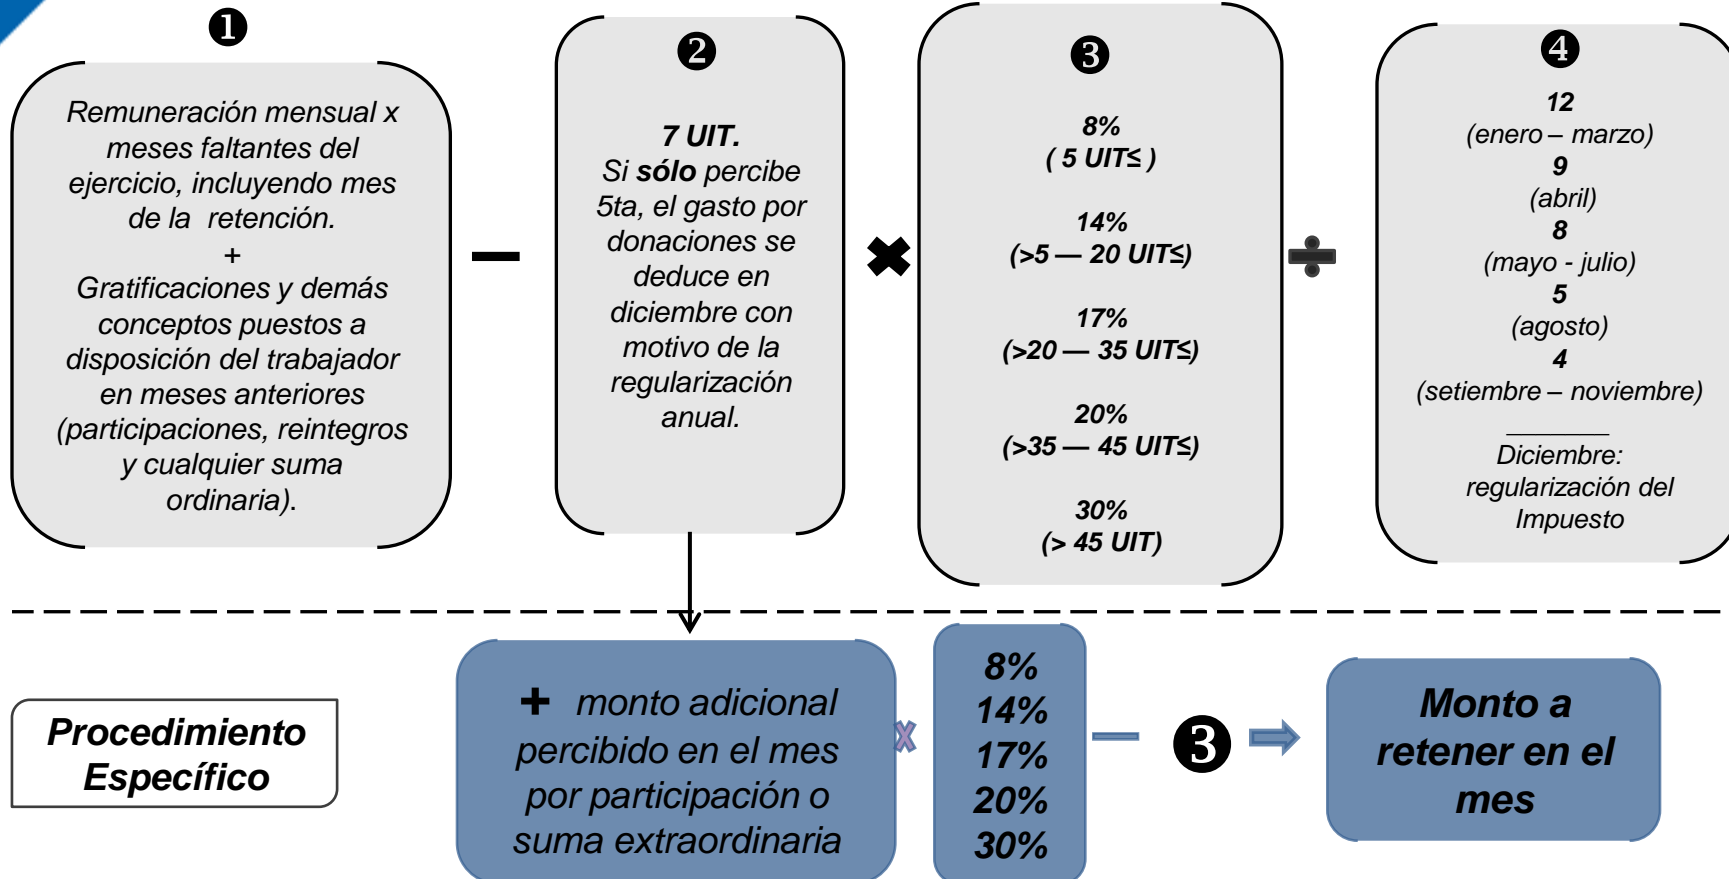 ❶
Remuneración mensual x
meses faltantes del
ejercicio, incluyendo mes
de la retención.
+
Gratificaciones y demás
conceptos puestos a
disposición del trabajador
en meses anteriores
(participaciones, reintegros
y cualquier suma
ordinaria).
❷
7 UIT.
Si sólo percibe
5ta, el gasto por
donaciones se
deduce en
diciembre con
motivo de la
regularización
anual.
❸
8%
( 5 UIT≤ )
14%
(>5 — 20 UIT≤)
17%
(>20 — 35 UIT≤)
20%
(>35 — 45 UIT≤)
30%
(> 45 UIT)
❹
12
(enero – marzo)
9
(abril)
8
(mayo - julio)
5
(agosto)
4
(setiembre – noviembre)
Diciembre:
regularización del
Impuesto
Procedimiento
Específico
+ monto adicional
percibido en el mes
por participación o
suma extraordinaria
8%
14%
17%
20%
30%
❸
Monto a
retener en el
mes